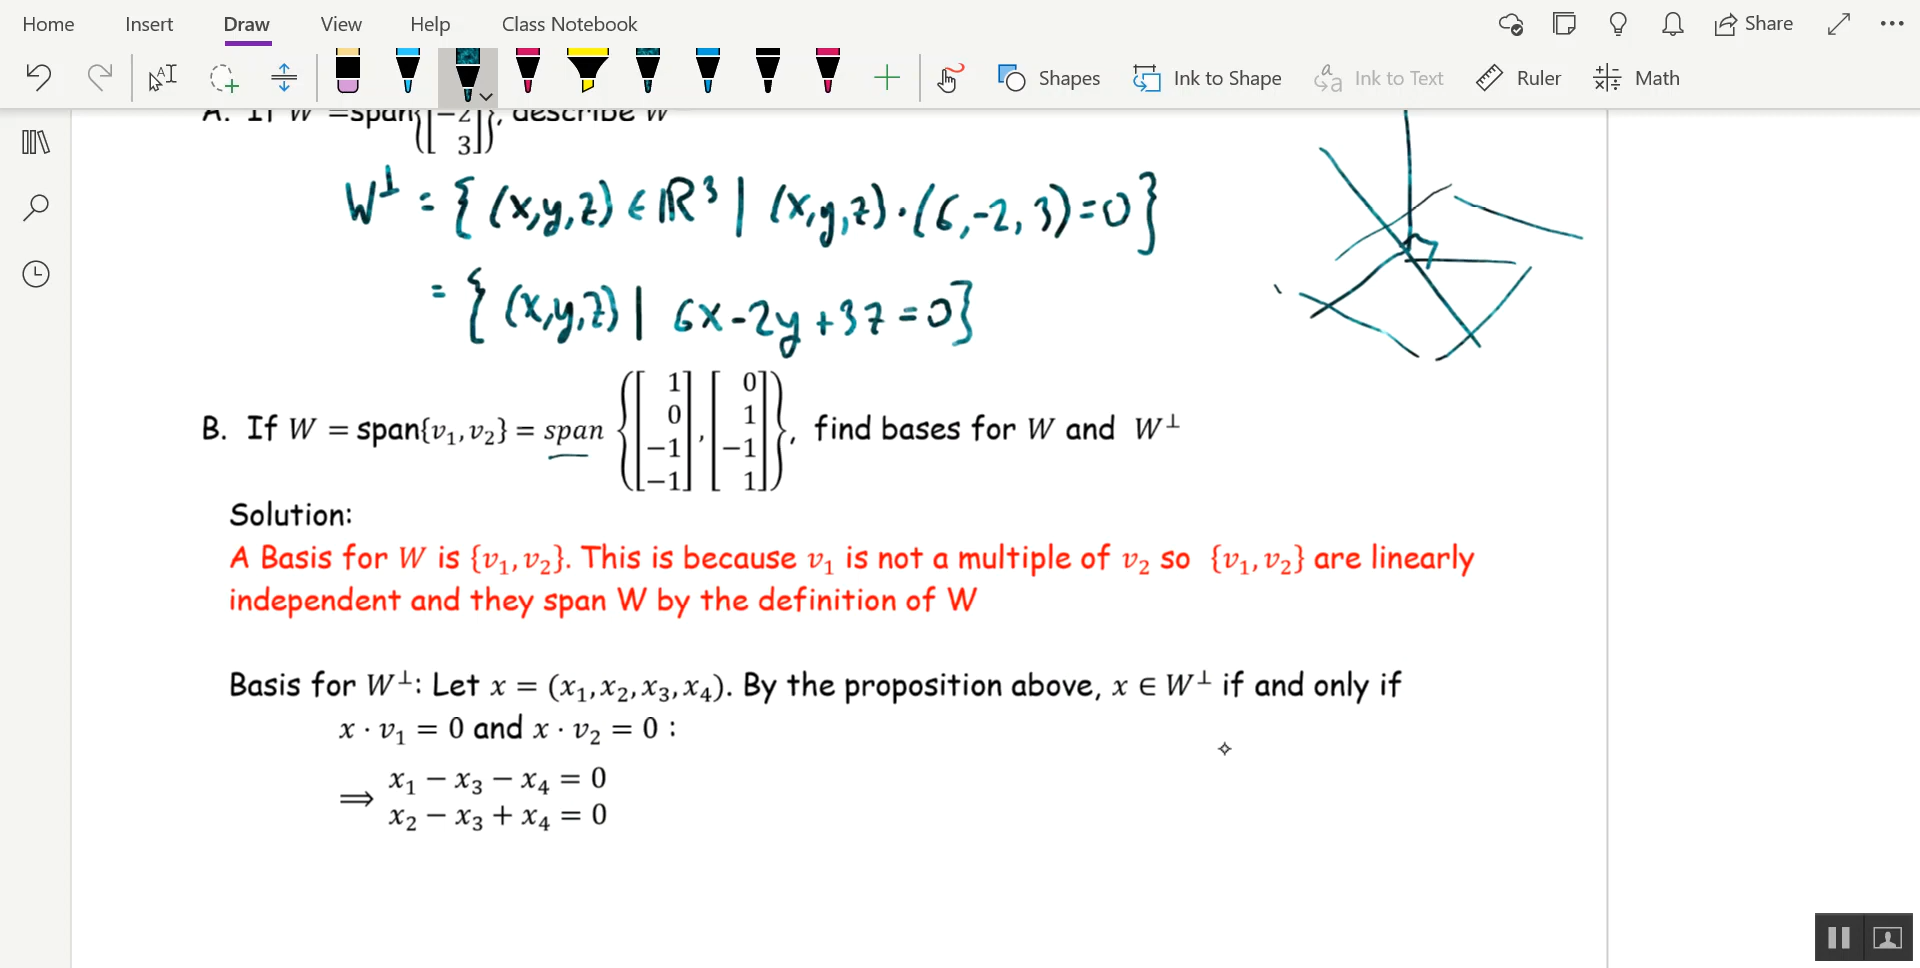 Home Insert Draw View Help Class Notebook Share
Shapes Ink to Shape Ink to Text Ruler Math
A. If W =span{[-2 3]}, describe W
W⊥ = { (x,y,z) ∈ ℝ³ | (x,y,z)·(6,-2,3)=0}
= { (x,y,z) | 6x-2y+3z=0}
B. If W = span{v₁, v₂} = span {[1 0 −1 −1], [0 1 −1 1]}, find bases for W and W⊥
Solution:
A Basis for W is {v₁, v₂}. This is because v₁ is not a multiple of v₂ so {v₁, v₂} are linearly
independent and they span W by the definition of W
Basis for W⊥: Let x = (x₁, x₂, x₃, x₄). By the proposition above, x ∈ W⊥ if and only if
x · v₁ = 0 and x · v₂ = 0 :
⟹ x₁ − x₃ − x₄ = 0
x₂ − x₃ + x₄ = 0